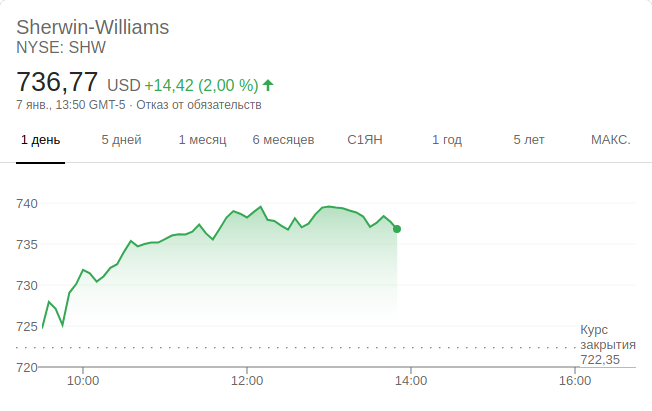 Sherwin-Williams
NYSE: SHW
736,77 USD +14,42 (2,00 %)
7 янв., 13:50 GMT-5 · Отказ от обязательств
1 день 5 дней 1 месяц 6 месяцев С1ЯН 1 год 5 лет МАКС.
740
735
730
725
Курс
закрытия
722,35
720
10:00 12:00 14:00 16:00